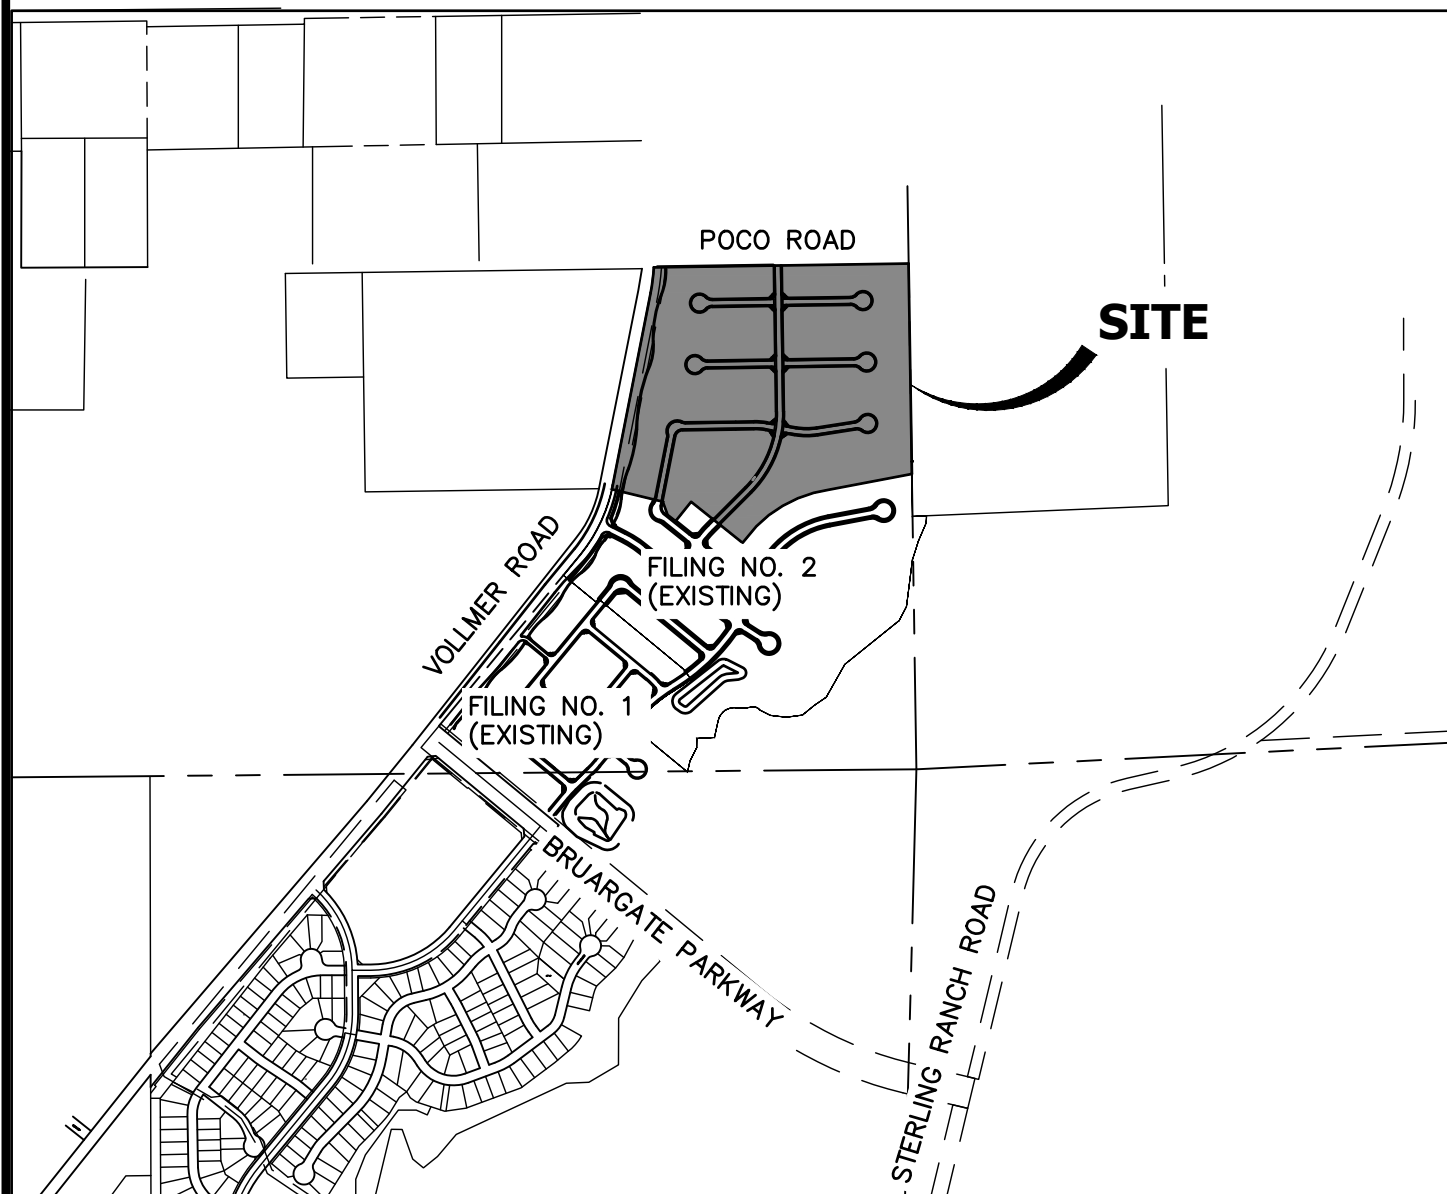 POCO ROAD
SITE
VOLLMER ROAD
FILING NO. 2
(EXISTING)
FILING NO. 1
(EXISTING)
BRUARGATE PARKWAY
STERLING RANCH ROAD